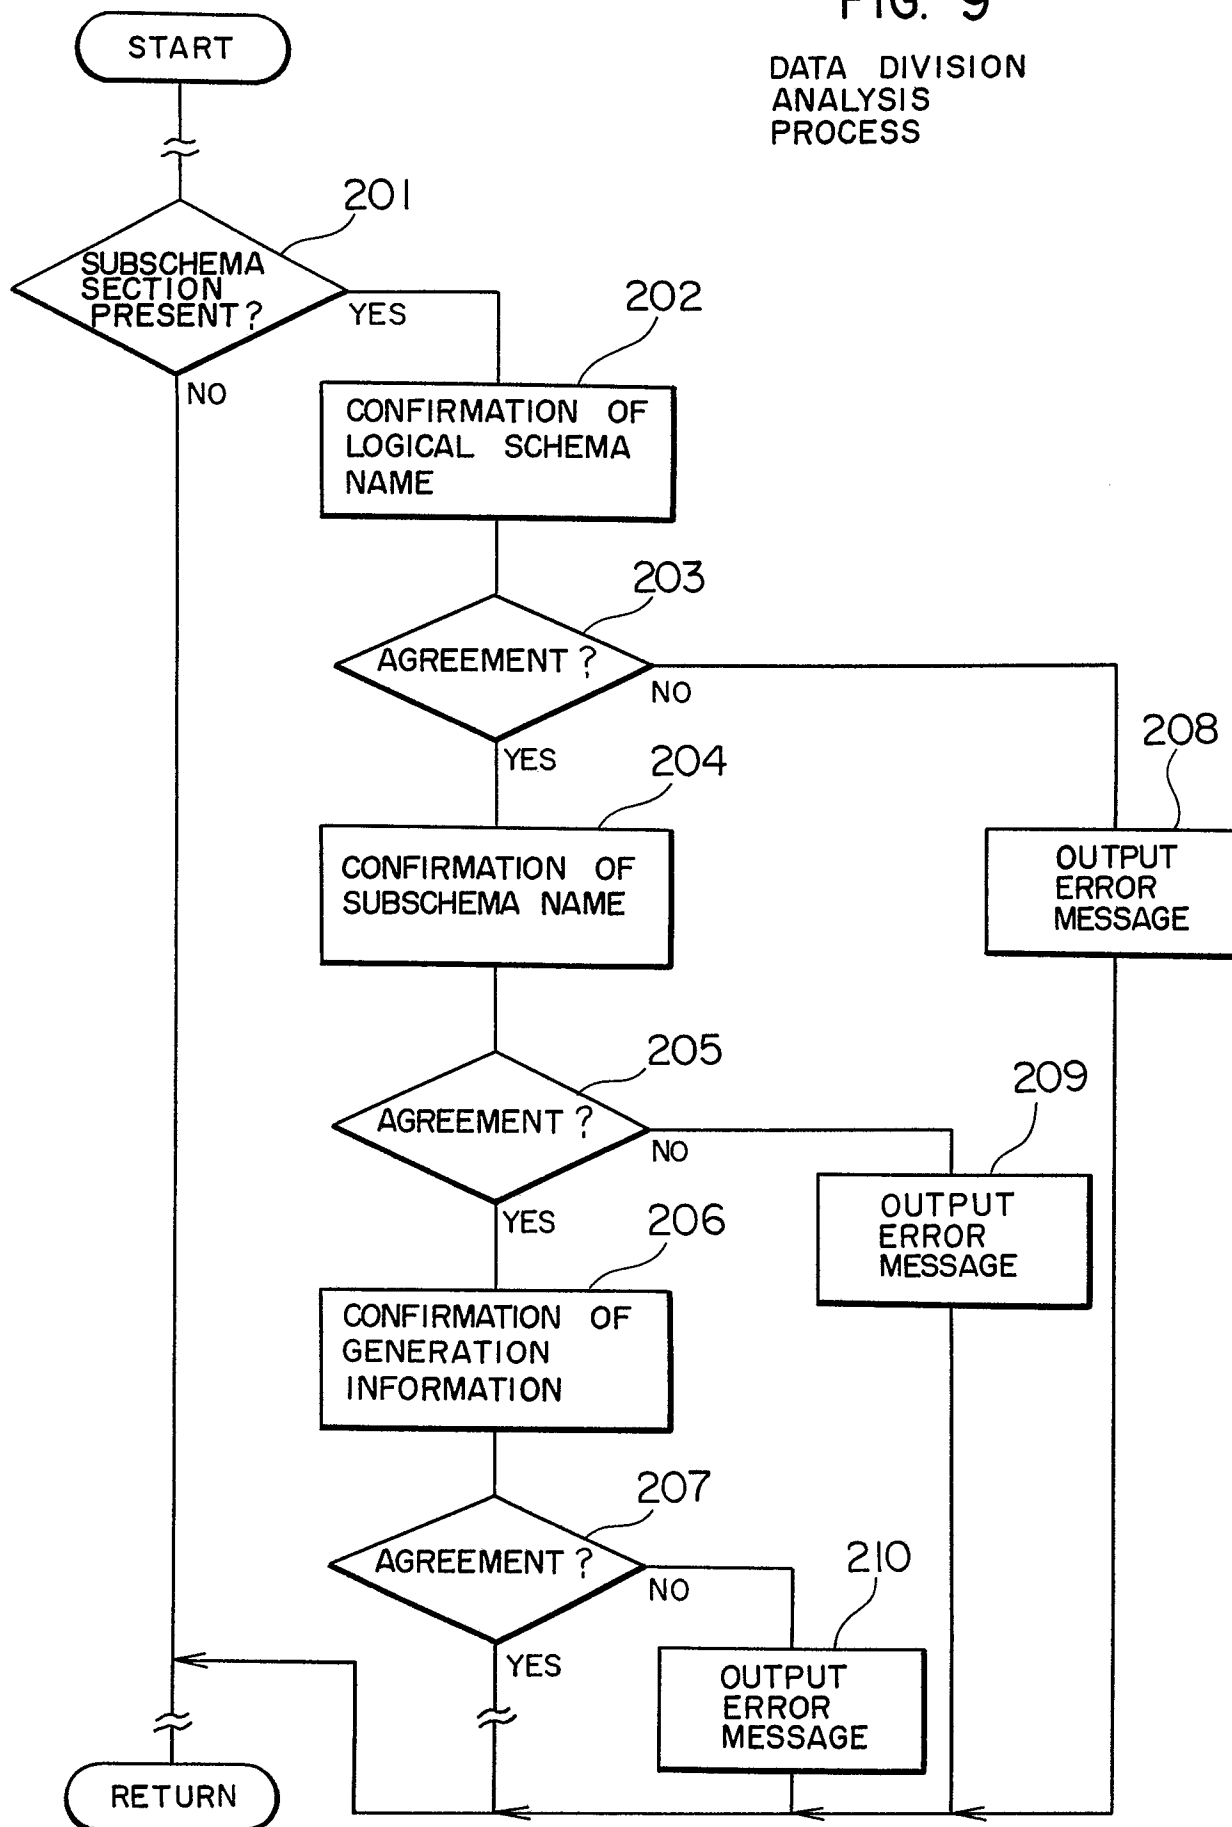 FIG. 9
DATA DIVISION
ANALYSIS
PROCESS
START
201
SUBSCHEMA
SECTION
PRESENT?
YES
NO
202
CONFIRMATION OF
LOGICAL SCHEMA
NAME
203
AGREEMENT?
NO
YES
204
CONFIRMATION OF
SUBSCHEMA NAME
208
OUTPUT
ERROR
MESSAGE
205
AGREEMENT?
NO
YES
209
OUTPUT
ERROR
MESSAGE
206
CONFIRMATION OF
GENERATION
INFORMATION
207
AGREEMENT?
NO
YES
210
OUTPUT
ERROR
MESSAGE
RETURN